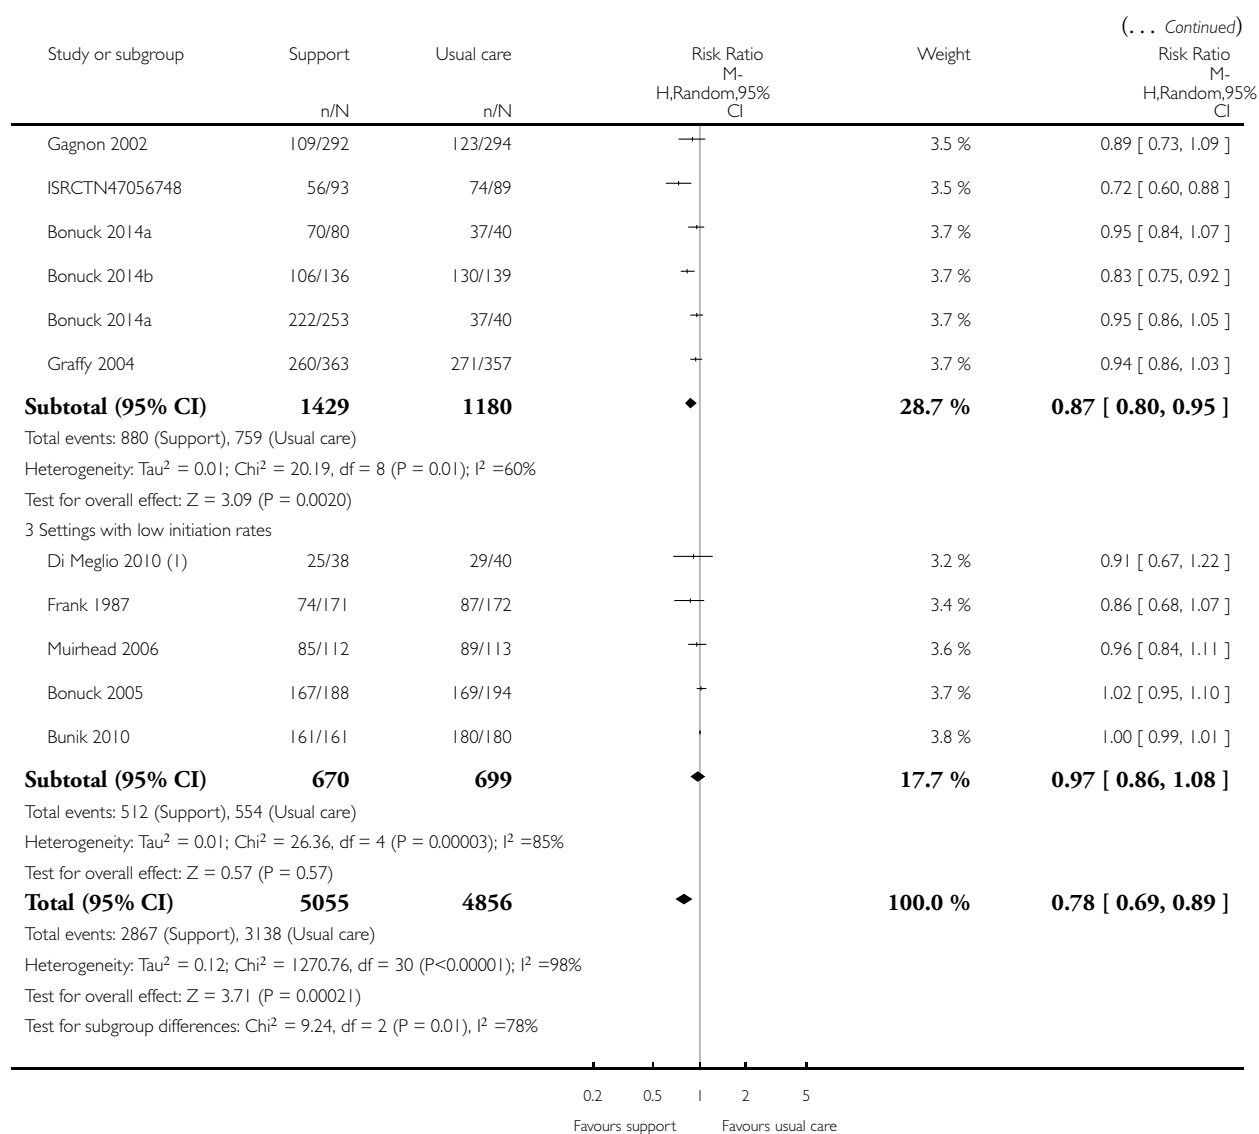 (... Continued)
Study or subgroup Support Usual care Risk Ratio Weight Risk Ratio
M- M-
H,Random,95% H,Random,95%
n/N n/N CI CI
Gagnon 2002 109/292 123/294 3.5 % 0.89 [ 0.73, 1.09 ]
ISRCTN47056748 56/93 74/89 3.5 % 0.72 [ 0.60, 0.88 ]
Bonuck 2014a 70/80 37/40 3.7 % 0.95 [ 0.84, 1.07 ]
Bonuck 2014b 106/136 130/139 3.7 % 0.83 [ 0.75, 0.92 ]
Bonuck 2014a 222/253 37/40 3.7 % 0.95 [ 0.86, 1.05 ]
Graffy 2004 260/363 271/357 3.7 % 0.94 [ 0.86, 1.03 ]
Subtotal (95% CI) 1429 1180 28.7 % 0.87 [ 0.80, 0.95 ]
Total events: 880 (Support), 759 (Usual care)
Heterogeneity: Tau² = 0.01; Chi² = 20.19, df = 8 (P = 0.01); I² =60%
Test for overall effect: Z = 3.09 (P = 0.0020)
3 Settings with low initiation rates
Di Meglio 2010 (1) 25/38 29/40 3.2 % 0.91 [ 0.67, 1.22 ]
Frank 1987 74/171 87/172 3.4 % 0.86 [ 0.68, 1.07 ]
Muirhead 2006 85/112 89/113 3.6 % 0.96 [ 0.84, 1.11 ]
Bonuck 2005 167/188 169/194 3.7 % 1.02 [ 0.95, 1.10 ]
Bunik 2010 161/161 180/180 3.8 % 1.00 [ 0.99, 1.01 ]
Subtotal (95% CI) 670 699 17.7 % 0.97 [ 0.86, 1.08 ]
Total events: 512 (Support), 554 (Usual care)
Heterogeneity: Tau² = 0.01; Chi² = 26.36, df = 4 (P = 0.00003); I² =85%
Test for overall effect: Z = 0.57 (P = 0.57)
Total (95% CI) 5055 4856 100.0 % 0.78 [ 0.69, 0.89 ]
Total events: 2867 (Support), 3138 (Usual care)
Heterogeneity: Tau² = 0.12; Chi² = 1270.76, df = 30 (P<0.00001); I² =98%
Test for overall effect: Z = 3.71 (P = 0.00021)
Test for subgroup differences: Chi² = 9.24, df = 2 (P = 0.01), I² =78%
0.2 0.5 1 2 5
Favours support Favours usual care